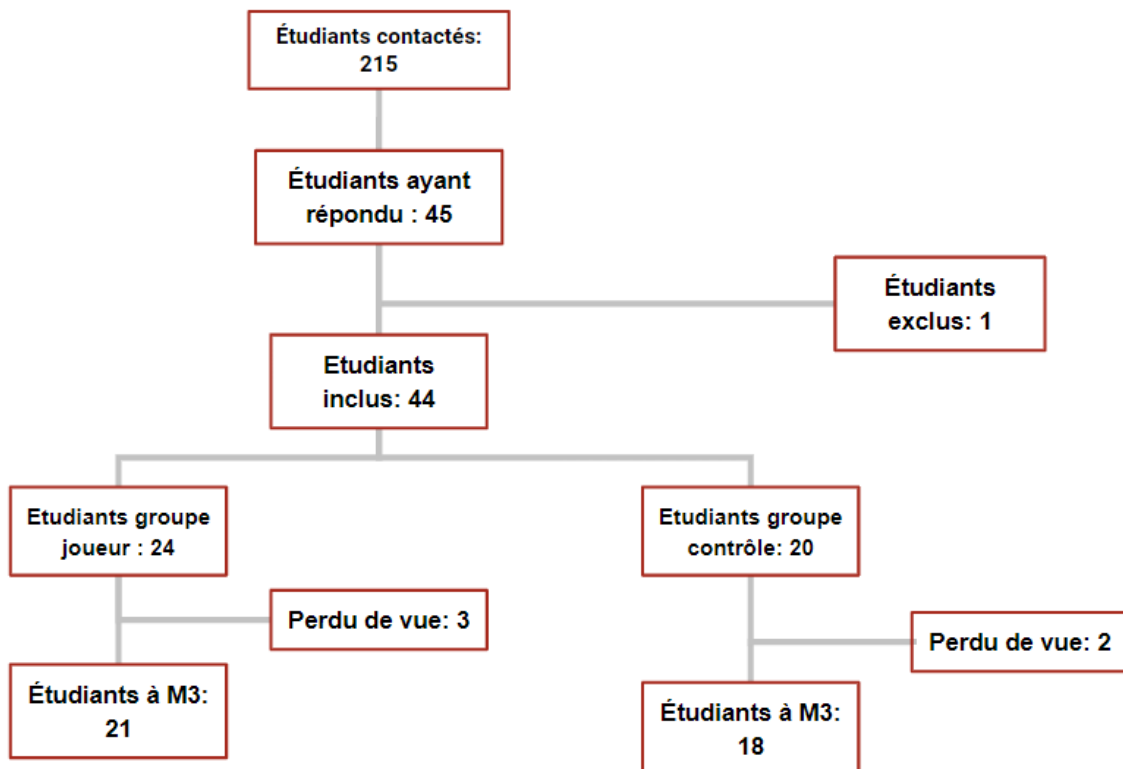 Étudiants contactés:
215
Étudiants ayant
répondu : 45
Étudiants
exclus: 1
Etudiants
inclus: 44
Etudiants groupe
joueur : 24
Etudiants groupe
contrôle: 20
Perdu de vue: 3
Perdu de vue: 2
Étudiants à M3:
21
Étudiants à M3:
18